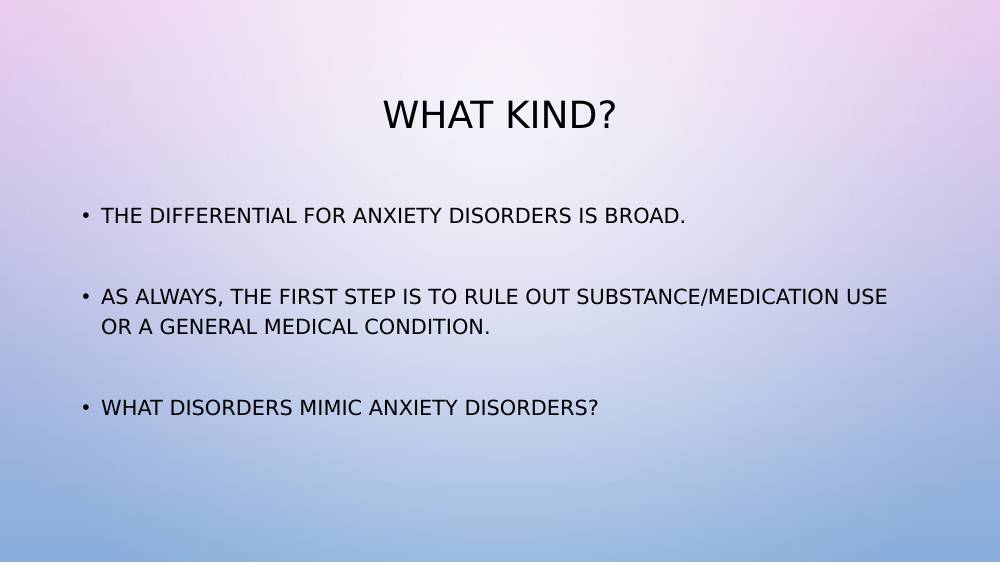 WHAT KIND?
• THE DIFFERENTIAL FOR ANXIETY DISORDERS IS BROAD.
• AS ALWAYS, THE FIRST STEP IS TO RULE OUT SUBSTANCE/MEDICATION USE
OR A GENERAL MEDICAL CONDITION.
• WHAT DISORDERS MIMIC ANXIETY DISORDERS?